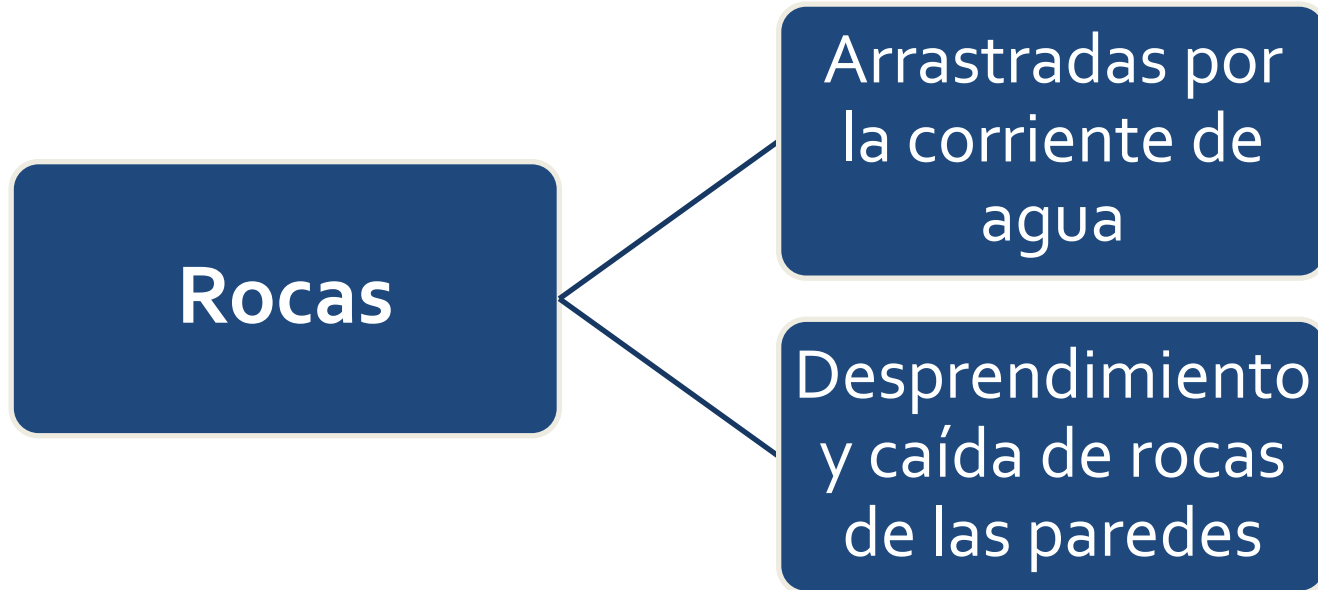 Rocas
Arrastradas por
la corriente de
agua
Desprendimiento
y caída de rocas
de las paredes